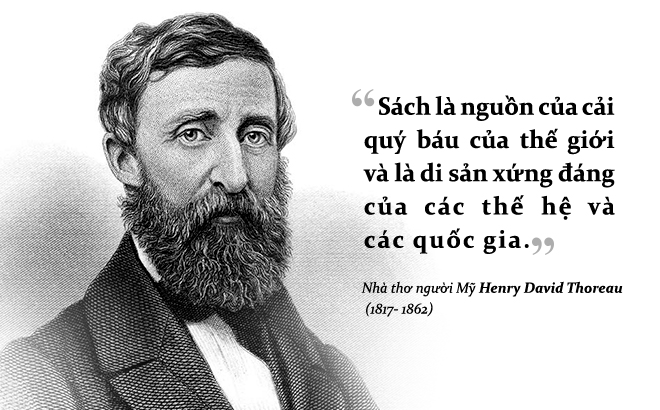 “Sách là nguồn của cải
quý báu của thế giới
và là di sản xứng đáng
của các thế hệ và
các quốc gia.”
Nhà thơ người Mỹ Henry David Thoreau
(1817- 1862)